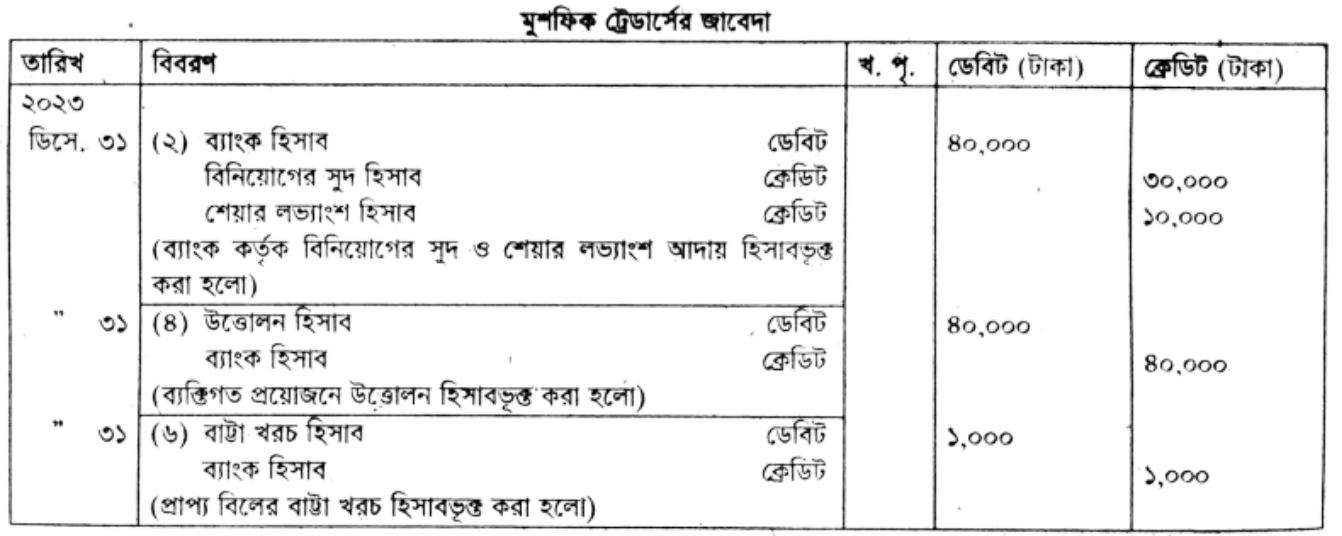 মুশফিক ট্রেডার্সের জাবেদা
তারিখ বিবরণ খ. পৃ. ডেবিট (টাকা) ক্রেডিট (টাকা)
২০২৩
ডিসে. ৩১ (২) ব্যাংক হিসাব ডেবিট ৪০,০০০
বিনিয়োগের সুদ হিসাব ক্রেডিট ৩০,০০০
শেয়ার লভ্যাংশ হিসাব ক্রেডিট ১০,০০০
(ব্যাংক কর্তৃক বিনিয়োগের সুদ ও শেয়ার লভ্যাংশ আদায় হিসাবভুক্ত
করা হলো)
" ৩১ (৪) উত্তোলন হিসাব ডেবিট ৪০,০০০
ব্যাংক হিসাব ক্রেডিট ৪০,০০০
(ব্যক্তিগত প্রয়োজনে উত্তোলন হিসাবভুক্ত করা হলো)
" ৩১ (৬) বাট্টা খরচ হিসাব ডেবিট ১,০০০
ব্যাংক হিসাব ক্রেডিট ১,০০০
(প্রাপ্য বিলের বাট্টা খরচ হিসাবভুক্ত করা হলো)